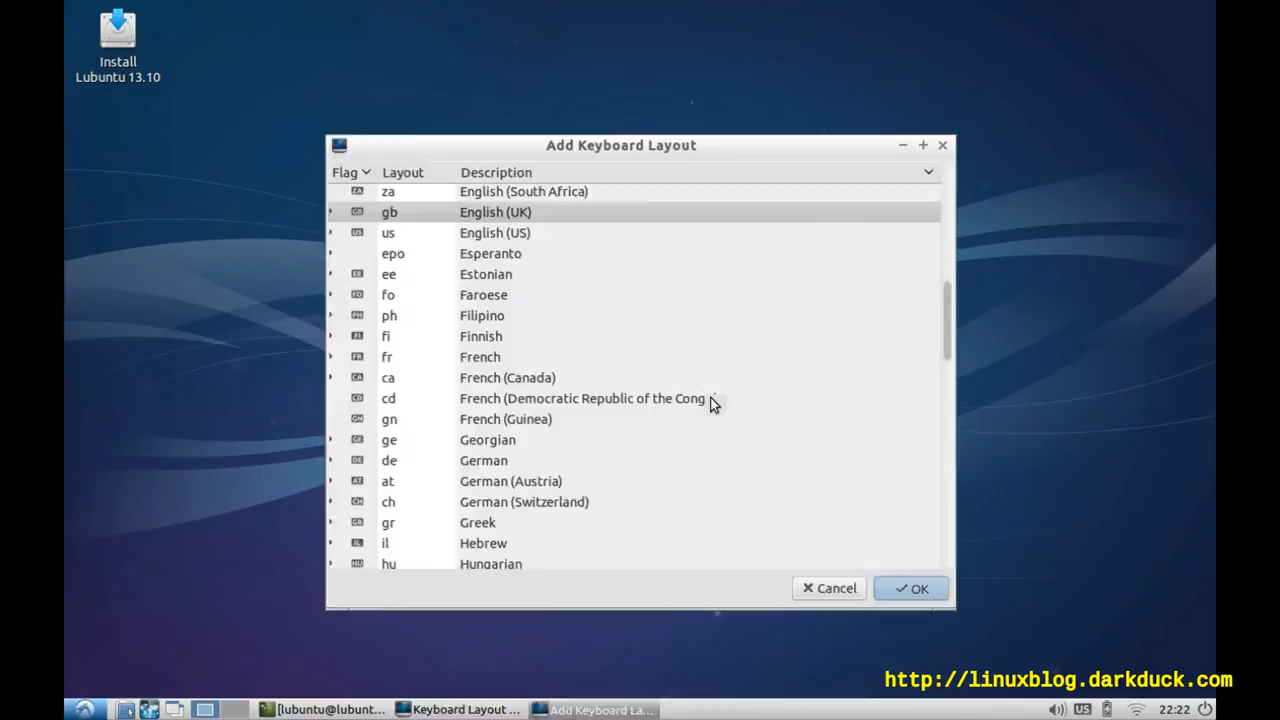 Install
Lubuntu 13.10
Add Keyboard Layout
Flag Layout Description
za English (South Africa)
gb English (UK)
us English (US)
epo Esperanto
ee Estonian
fo Faroese
ph Filipino
fi Finnish
fr French
ca French (Canada)
cd French (Democratic Republic of the Cong
gn French (Guinea)
ge Georgian
de German
at German (Austria)
ch German (Switzerland)
gr Greek
il Hebrew
hu Hungarian
Cancel OK
http://linuxblog.darkduck.com
[lubuntu@lubunt... Keyboard Layout ... Add Keyboard La... US 22:22